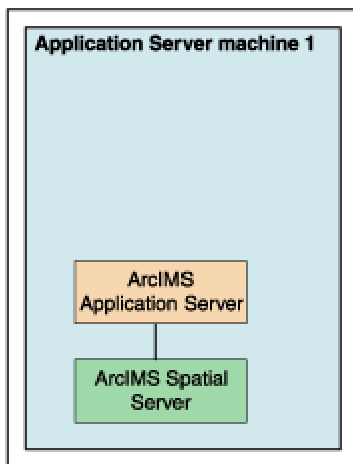 Application Server machine 1
ArcIMS
Application Server
ArcIMS Spatial
Server